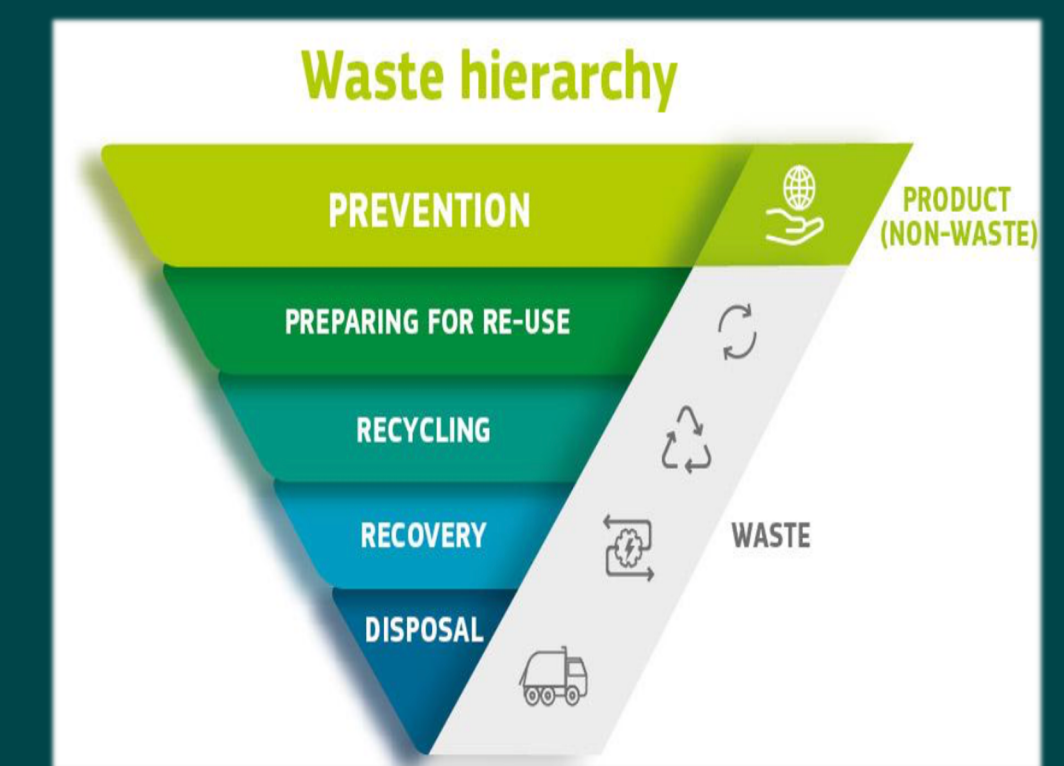 Waste hierarchy
PREVENTION
PRODUCT
(NON-WASTE)
PREPARING FOR RE-USE
RECYCLING
RECOVERY
WASTE
DISPOSAL